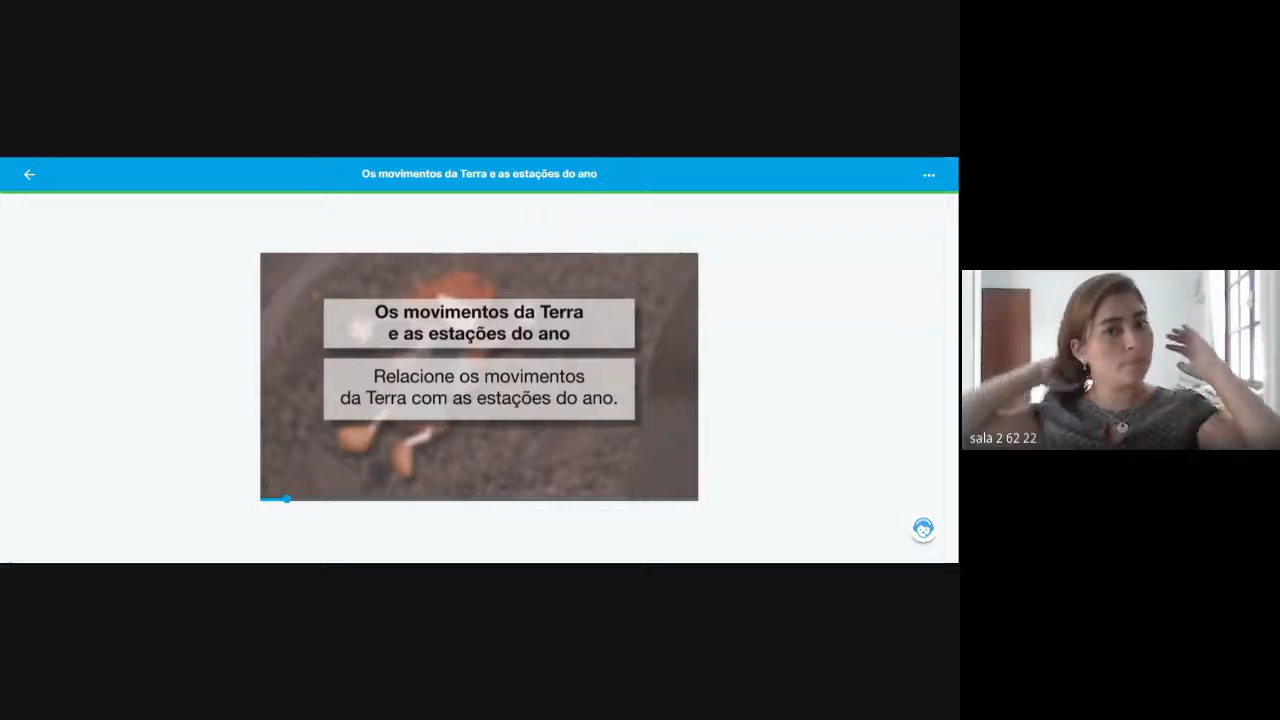 Os movimentos da Terra e as estações do ano
Os movimentos da Terra
e as estações do ano
Relacione os movimentos
da Terra com as estações do ano.
sala 2 62 22